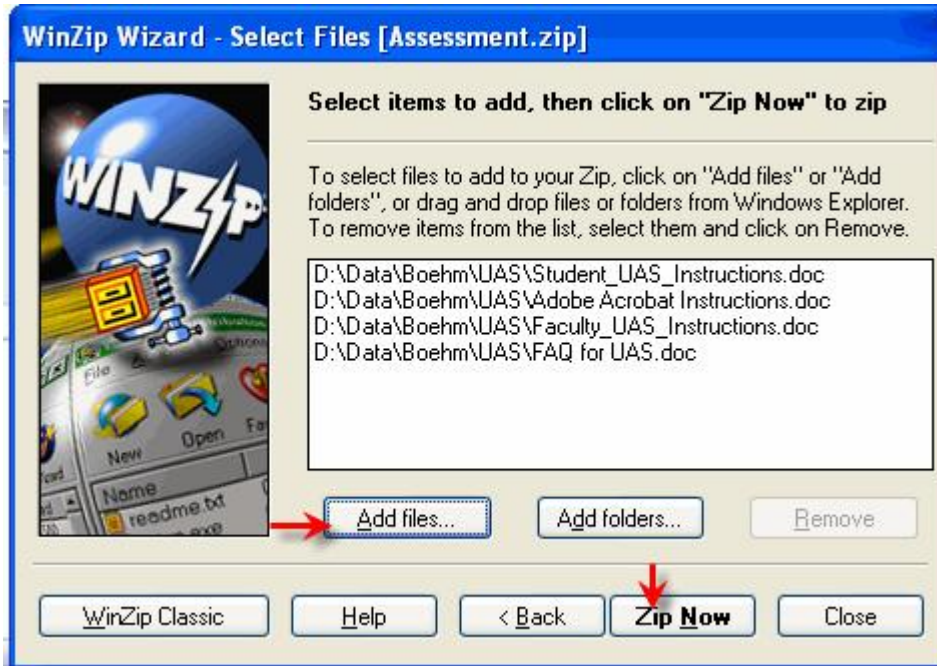 WinZip Wizard - Select Files [Assessment.zip]
WINZIP
File
Options
New
Open
Name
readme.txt
Select items to add, then click on "Zip Now" to zip
To select files to add to your Zip, click on "Add files" or "Add
folders", or drag and drop files or folders from Windows Explorer.
To remove items from the list, select them and click on Remove.
D:\Data\Boehm\UAS\Student_UAS_Instructions.doc
D:\Data\Boehm\UAS\Adobe Acrobat Instructions.doc
D:\Data\Boehm\UAS\Faculty_UAS_Instructions.doc
D:\Data\Boehm\UAS\FAQ for UAS.doc
Add files... Add folders... Remove
WinZip Classic Help < Back Zip Now Close